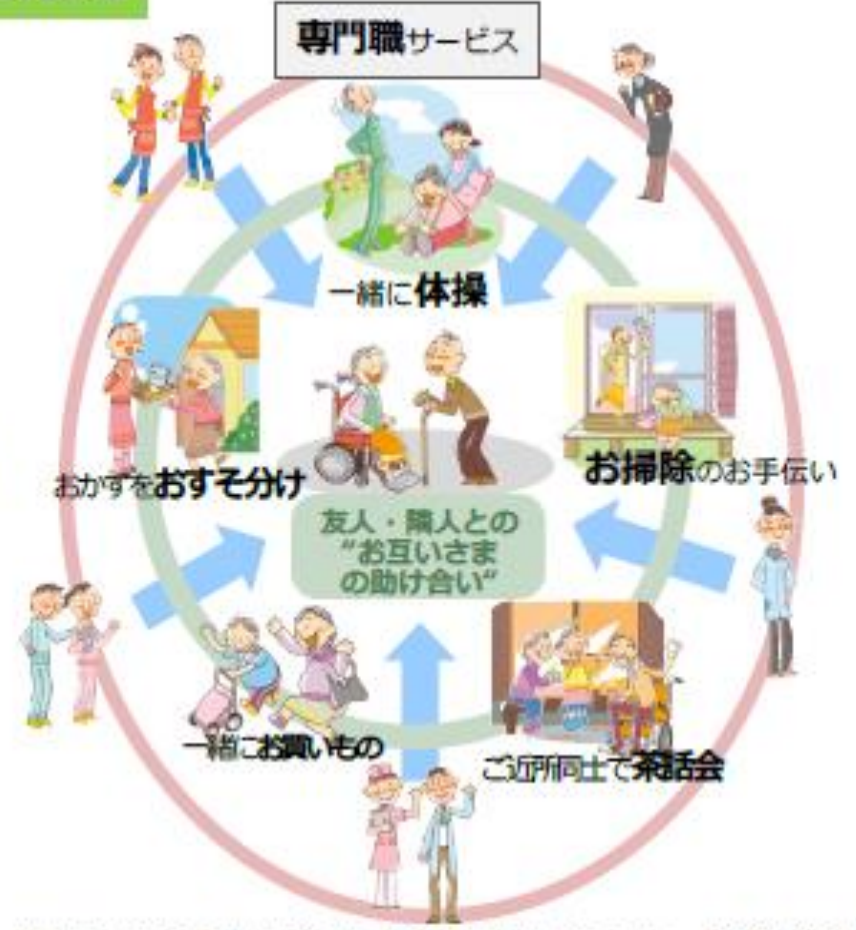 専門職サービス
一緒に体操
おかずをおすそ分け
お掃除のお手伝い
友人・隣人との
“お互いさま
の助け合い“
一緒にお買いもの
ご近所同士で茶話会